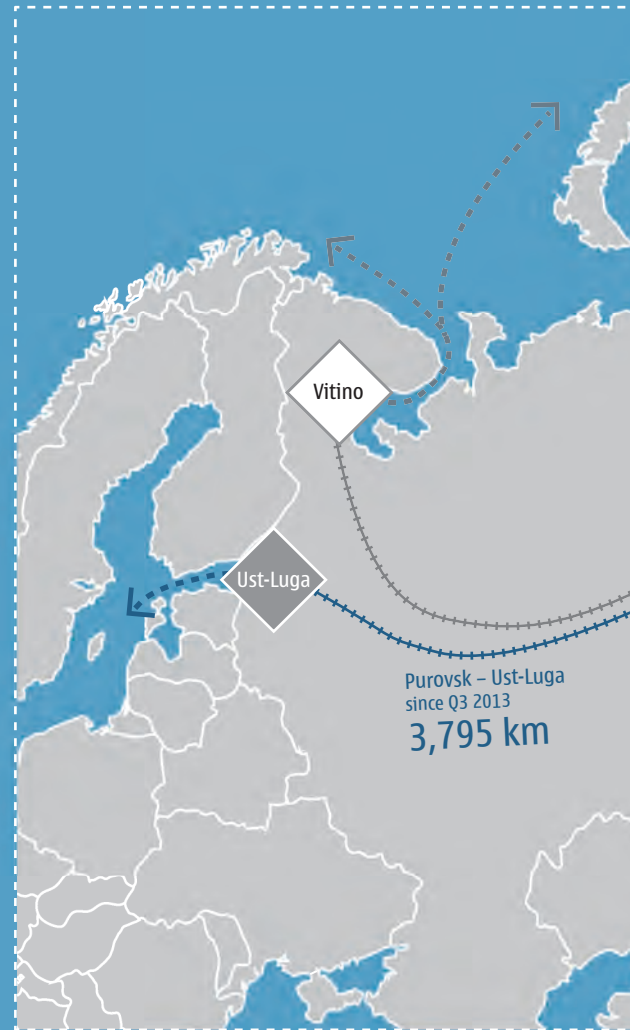 Vitino
Ust-Luga
Purovsk – Ust-Luga
since Q3 2013
3,795 km